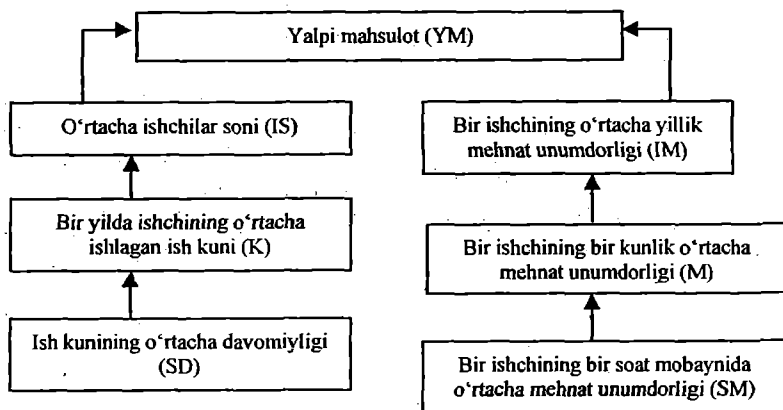 Yalpi mahsulot (YM)
O‘rtacha ishchilar soni (IS)
Bir yilda ishchining o‘rtacha
ishlagan ish kuni (K)
Ish kunining o‘rtacha davomiyligi
(SD)
Bir ishchining o‘rtacha yillik
mehnat unumdorligi (IM)
Bir ishchining bir kunlik o‘rtacha
mehnat unumdorligi (M)
Bir ishchining bir soat mobaynida
o‘rtacha mehnat unumdorligi (SM)